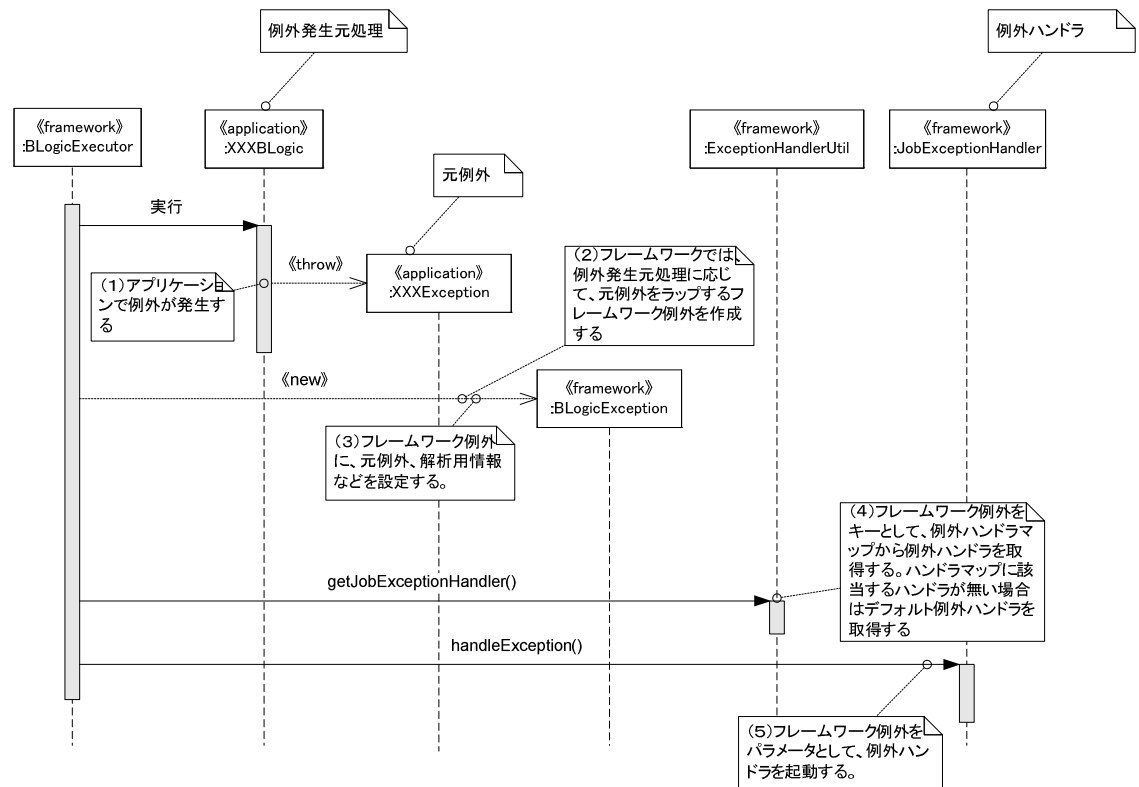 例外発生元処理
例外ハンドラ
《framework》
:BLogicExecutor
《application》
:XXXBLogic
《framework》
:ExceptionHandlerUtil
《framework》
:JobExceptionHandler
元例外
実行
(1)アプリケーショ
ンで例外が発生す
る
《throw》
《application》
:XXXException
(2)フレームワークでは、
例外発生元処理に応じ
て、元例外をラップするフ
レームワーク例外を作成
する
《new》
《framework》
:BLogicException
(3)フレームワーク例外
に、元例外、解析用情報
などを設定する。
(4)フレームワーク例外を
キーとして、例外ハンドラマ
ップから例外ハンドラを取
得する。ハンドラマップに該
当するハンドラが無い場合
はデフォルト例外ハンドラを
取得する
getJobExceptionHandler()
handleException()
(5)フレームワーク例外を
パラメータとして、例外ハン
ドラを起動する。